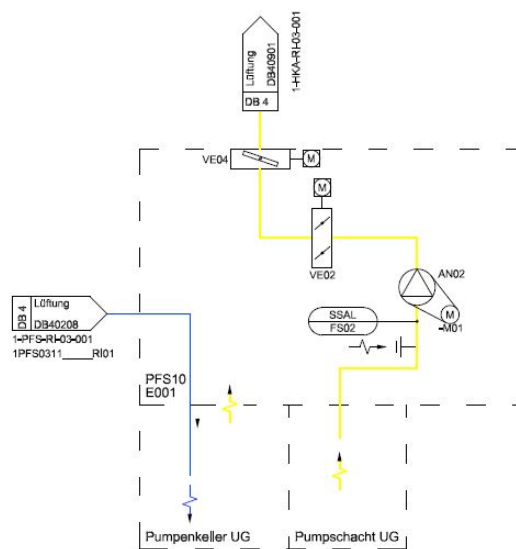 Lüftung
DB40901
DB 4
1-HKA-RI-03-001
VE04
M
M
VE02
AN02
M
-M01
SSAL
FS02
DB 4
Lüftung
DB40208
1-PFS-RI-03-001
1PFS0311_____RI01
PFS10
E001
Pumpenkeller UG
Pumpschacht UG